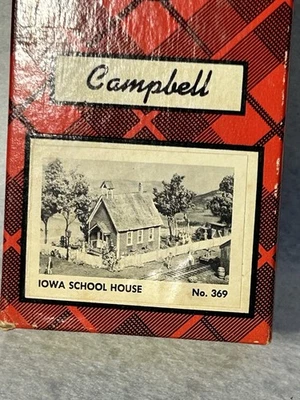 Campbell
IOWA SCHOOL HOUSE No. 369